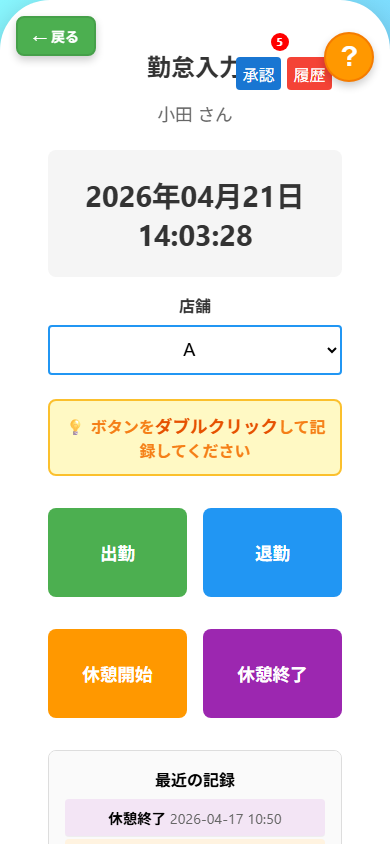 ← 戻る
5
勤怠入力
承認
履歴
?
小田 さん
2026年04月21日
14:03:28
店舗
A
💡 ボタンをダブルクリックして記
録してください
出勤
退勤
休憩開始
休憩終了
最近の記録
休憩終了 2026-04-17 10:50